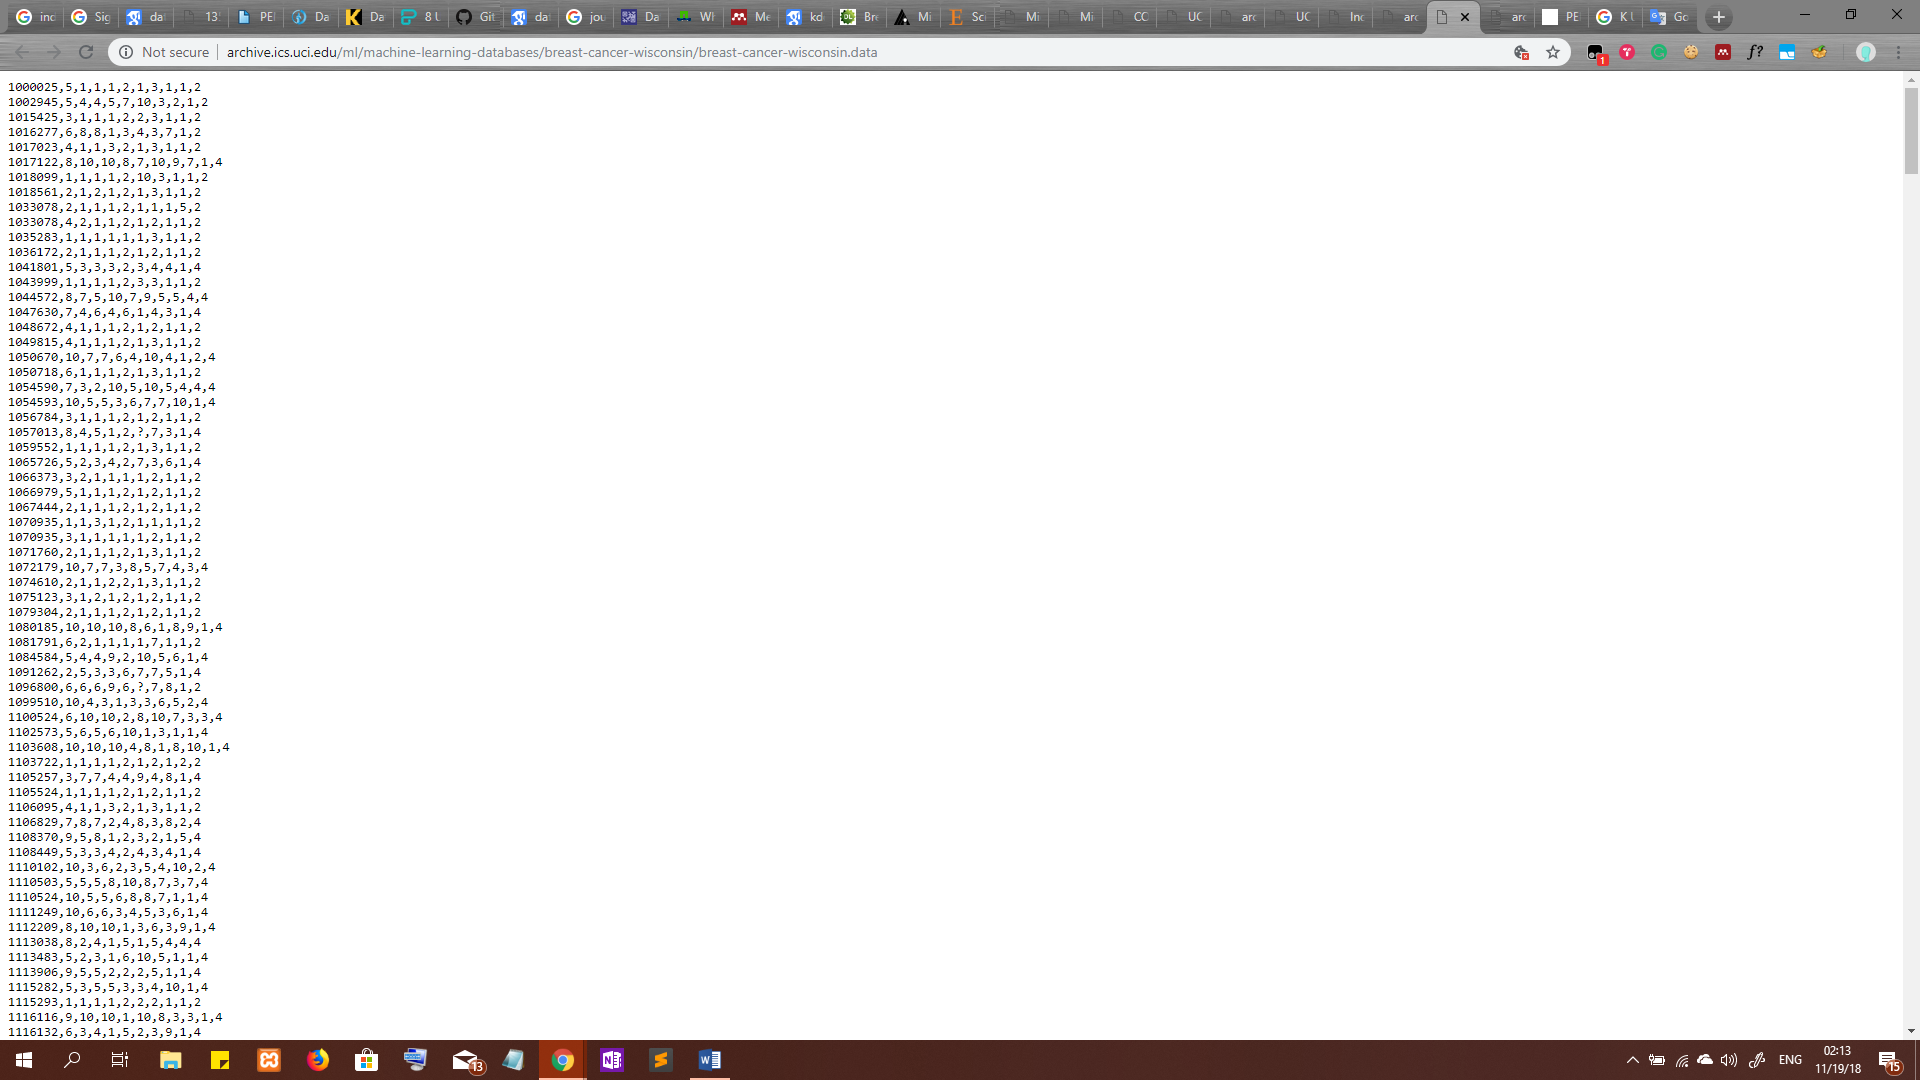 inc
Sig
dat
13
PEI
Da
Da
8 U
Git
dat
jou
Da
Wh
Me
kd
Bre
Mi
Sci
Mi
Mi
CC
UC
arc
UC
Inc
arc
arc
PE
K U
Go
Not secure archive.ics.uci.edu/ml/machine-learning-databases/breast-cancer-wisconsin/breast-cancer-wisconsin.data
1
f?
1000025,5,1,1,1,2,1,3,1,1,2
1002945,5,4,4,5,7,10,3,2,1,2
1015425,3,1,1,1,2,2,3,1,1,2
1016277,6,8,8,1,3,4,3,7,1,2
1017023,4,1,1,3,2,1,3,1,1,2
1017122,8,10,10,8,7,10,9,7,1,4
1018099,1,1,1,1,2,10,3,1,1,2
1018561,2,1,2,1,2,1,3,1,1,2
1033078,2,1,1,1,2,1,1,1,5,2
1033078,4,2,1,1,2,1,2,1,1,2
1035283,1,1,1,1,1,1,3,1,1,2
1036172,2,1,1,1,2,1,2,1,1,2
1041801,5,3,3,3,2,3,4,4,1,4
1043999,1,1,1,1,2,3,3,1,1,2
1044572,8,7,5,10,7,9,5,5,4,4
1047630,7,4,6,4,6,1,4,3,1,4
1048672,4,1,1,1,2,1,2,1,1,2
1049815,4,1,1,1,2,1,3,1,1,2
1050670,10,7,7,6,4,10,4,1,2,4
1050718,6,1,1,1,2,1,3,1,1,2
1054590,7,3,2,10,5,10,5,4,4,4
1054593,10,5,5,3,6,7,7,10,1,4
1056784,3,1,1,1,2,1,2,1,1,2
1057013,8,4,5,1,2,?,7,3,1,4
1059552,1,1,1,1,2,1,3,1,1,2
1065726,5,2,3,4,2,7,3,6,1,4
1066373,3,2,1,1,1,1,2,1,1,2
1066979,5,1,1,1,2,1,2,1,1,2
1067444,2,1,1,1,2,1,2,1,1,2
1070935,1,1,3,1,2,1,1,1,1,2
1070935,3,1,1,1,1,1,2,1,1,2
1071760,2,1,1,1,2,1,3,1,1,2
1072179,10,7,7,3,8,5,7,4,3,4
1074610,2,1,1,2,2,1,3,1,1,2
1075123,3,1,2,1,2,1,2,1,1,2
1079304,2,1,1,1,2,1,2,1,1,2
1080185,10,10,10,8,6,1,8,9,1,4
1081791,6,2,1,1,1,1,7,1,1,2
1084584,5,4,4,9,2,10,5,6,1,4
1091262,2,5,3,3,6,7,7,5,1,4
1096800,6,6,6,9,6,?,7,8,1,2
1099510,10,4,3,1,3,3,6,5,2,4
1100524,6,10,10,2,8,10,7,3,3,4
1102573,5,6,5,6,10,1,3,1,1,4
1103608,10,10,10,4,8,1,8,10,1,4
1103722,1,1,1,1,2,1,2,1,2,2
1105257,3,7,7,4,4,9,4,8,1,4
1105524,1,1,1,1,2,1,2,1,1,2
1106095,4,1,1,3,2,1,3,1,1,2
1106829,7,8,7,2,4,8,3,8,2,4
1108370,9,5,8,1,2,3,2,1,5,4
1108449,5,3,3,4,2,4,3,4,1,4
1110102,10,3,6,2,3,5,4,10,2,4
1110503,5,5,5,8,10,8,7,3,7,4
1110524,10,5,5,6,8,8,7,1,1,4
1111249,10,6,6,3,4,5,3,6,1,4
1112209,8,10,10,1,3,6,3,9,1,4
1113038,8,2,4,1,5,1,5,4,4,4
1113483,5,2,3,1,6,10,5,1,1,4
1113906,9,5,5,2,2,2,5,1,1,4
1115282,5,3,5,5,3,3,4,10,1,4
1115293,1,1,1,1,2,2,2,1,1,2
1116116,9,10,10,1,10,8,3,3,1,4
1116132,6,3,4,1,5,2,3,9,1,4
13
ENG
02:13
11/19/18
15